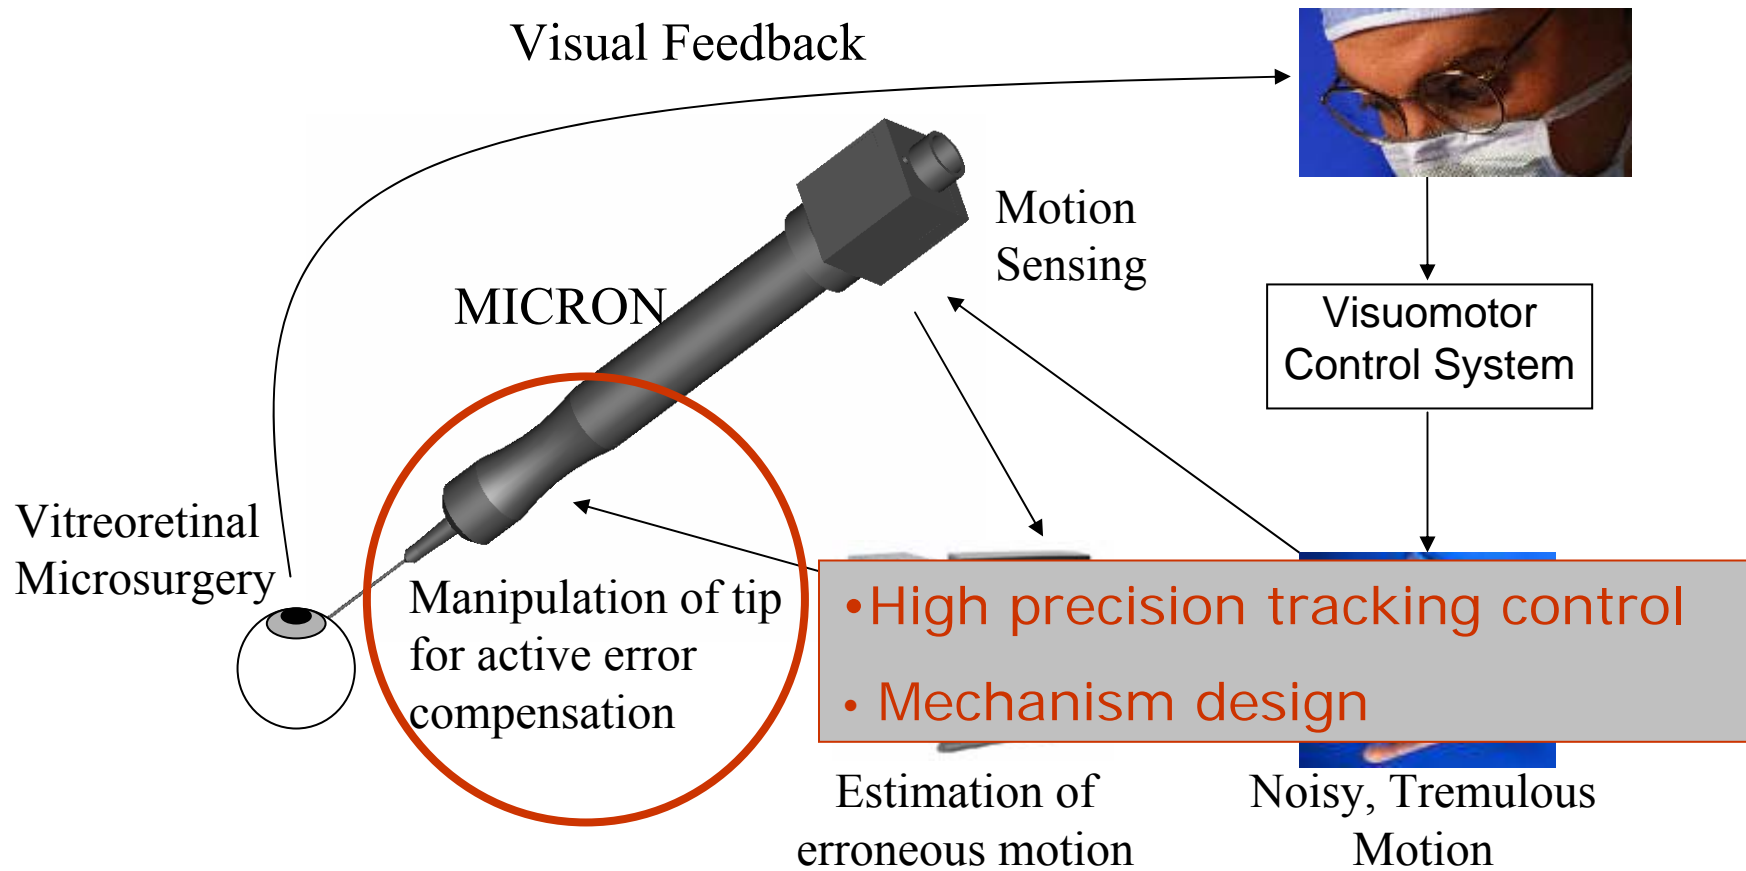 Visual Feedback
Motion
Sensing
MICRON
Visuomotor
Control System
Vitreoretinal
Microsurgery
Manipulation of tip
for active error
compensation
•High precision tracking control
• Mechanism design
Estimation of
erroneous motion
Noisy, Tremulous
Motion